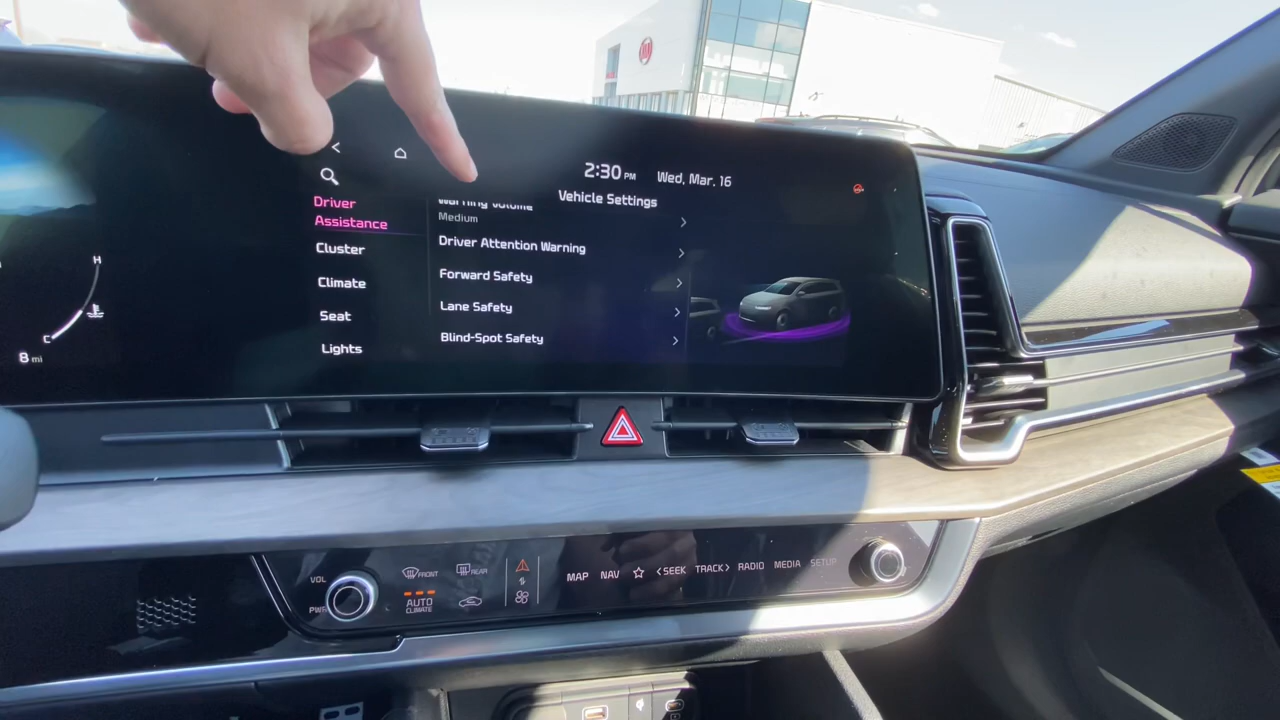 2:30 PM Wed, Mar. 16
Vehicle Settings
Driver
Assistance
Cluster
Climate
Seat
Lights
Warning Volume
Medium
Driver Attention Warning
Forward Safety
Lane Safety
Blind-Spot Safety
H
C
8 mi
VOL
PWR
FRONT
REAR
AUTO
CLIMATE
MAP NAV < SEEK TRACK > RADIO MEDIA SETUP